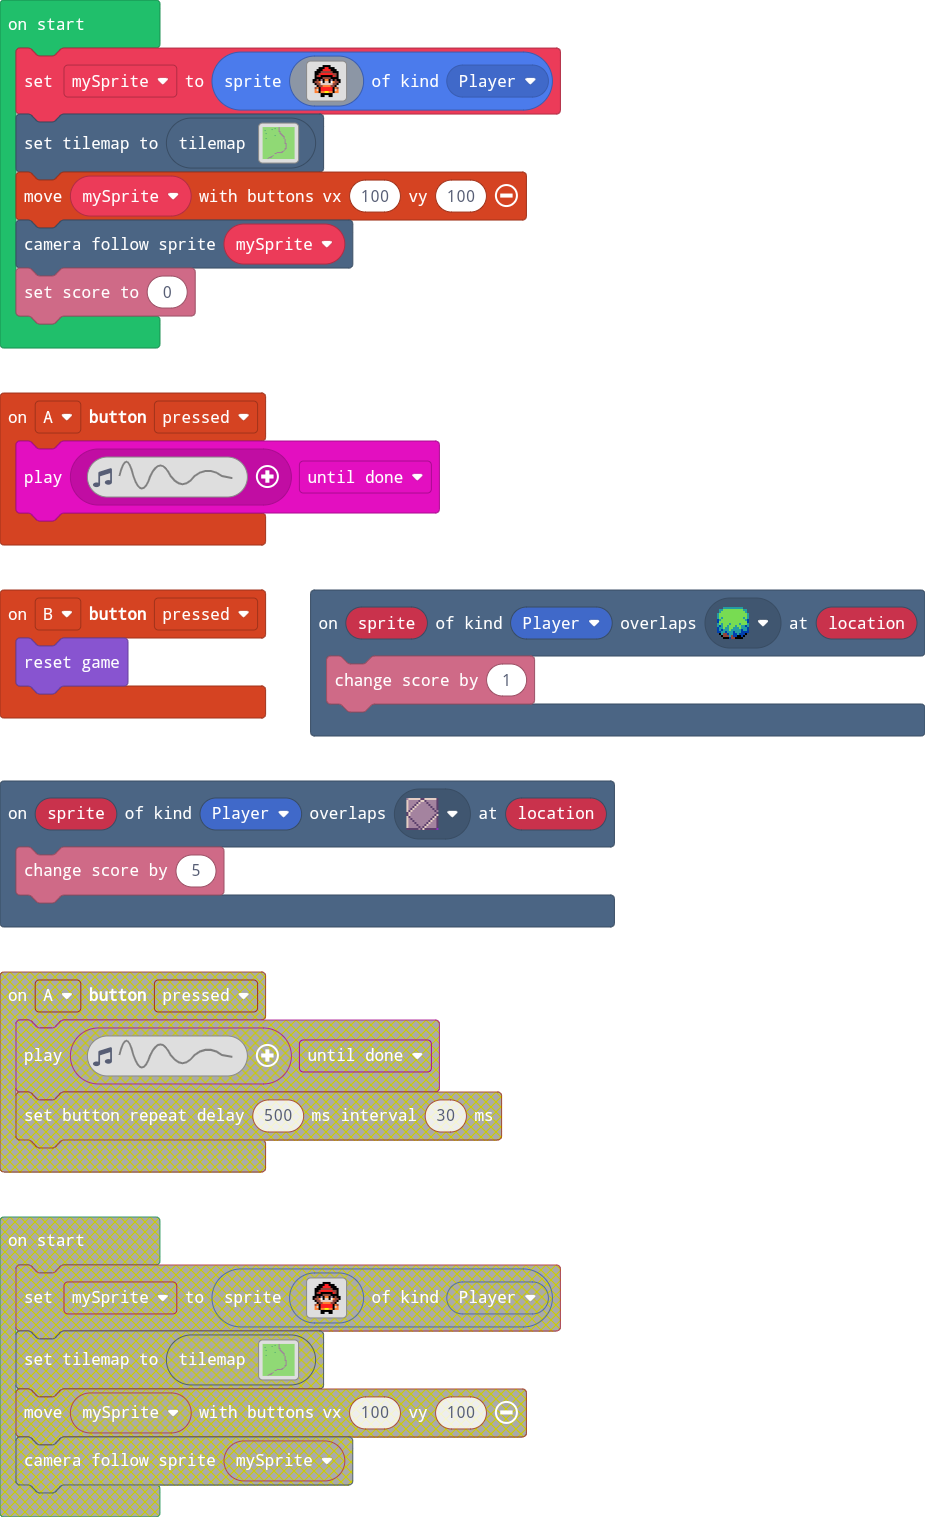 on start
set mySprite to sprite of kind Player
set tilemap to tilemap
move mySprite with buttons vx 100 vy 100
camera follow sprite mySprite
set score to 0
on A button pressed
play until done
on B button pressed
reset game
on sprite of kind Player overlaps at location
change score by 1
on sprite of kind Player overlaps at location
change score by 5
on A button pressed
play until done
set button repeat delay 500 ms interval 30 ms
on start
set mySprite to sprite of kind Player
set tilemap to tilemap
move mySprite with buttons vx 100 vy 100
camera follow sprite mySprite